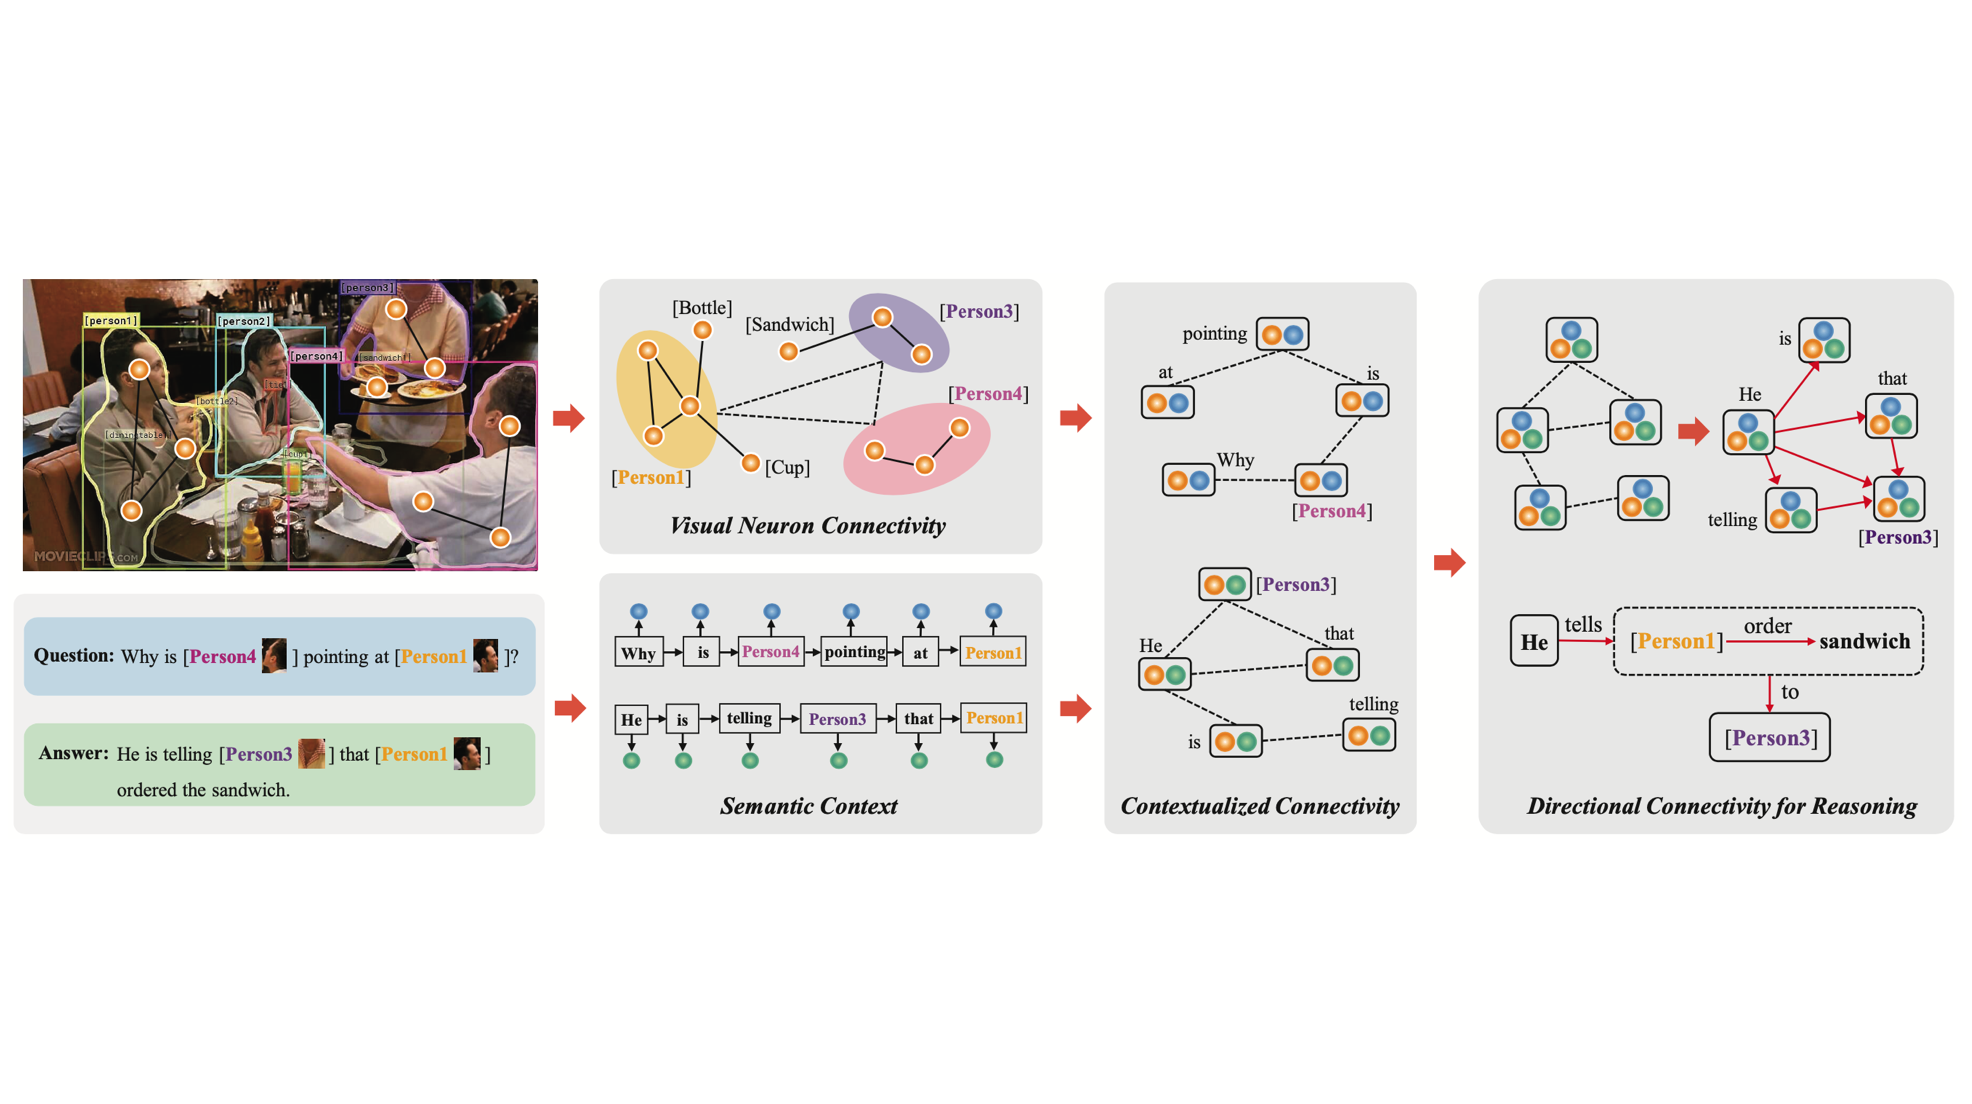 [person1]
[person2]
[person3]
[person4]
[sandwich]
[tie]
[bottle2]
[diningtable]
[cup]
MOVIECLIPS.COM
Question: Why is [Person4 ] pointing at [Person1 ]?
Answer: He is telling [Person3 ] that [Person1 ]
ordered the sandwich.
[Bottle]
[Sandwich]
[Person3]
[Person4]
[Person1]
[Cup]
Visual Neuron Connectivity
Why is Person4 pointing at Person1
He is telling Person3 that Person1
Semantic Context
pointing
at
is
Why
[Person4]
[Person3]
He
that
telling
is
Contextualized Connectivity
is
He
that
telling
[Person3]
He tells [Person1] order sandwich
to
[Person3]
Directional Connectivity for Reasoning